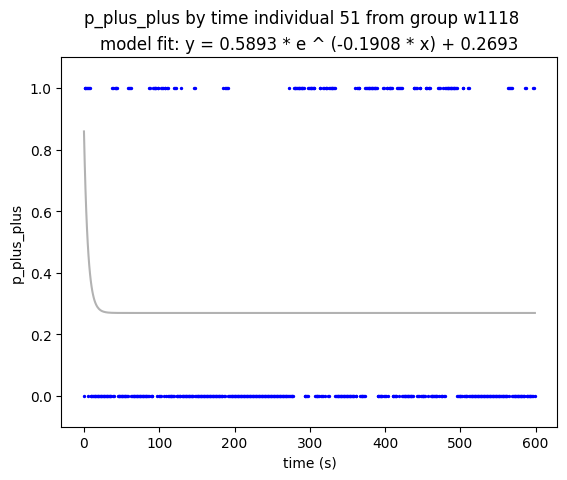 p_plus_plus by time individual 51 from group w1118
model fit: y = 0.5893 * e ^ (-0.1908 * x) + 0.2693
1.0
0.8
0.6
0.4
0.2
0.0
p_plus_plus
0 100 200 300 400 500 600
time (s)